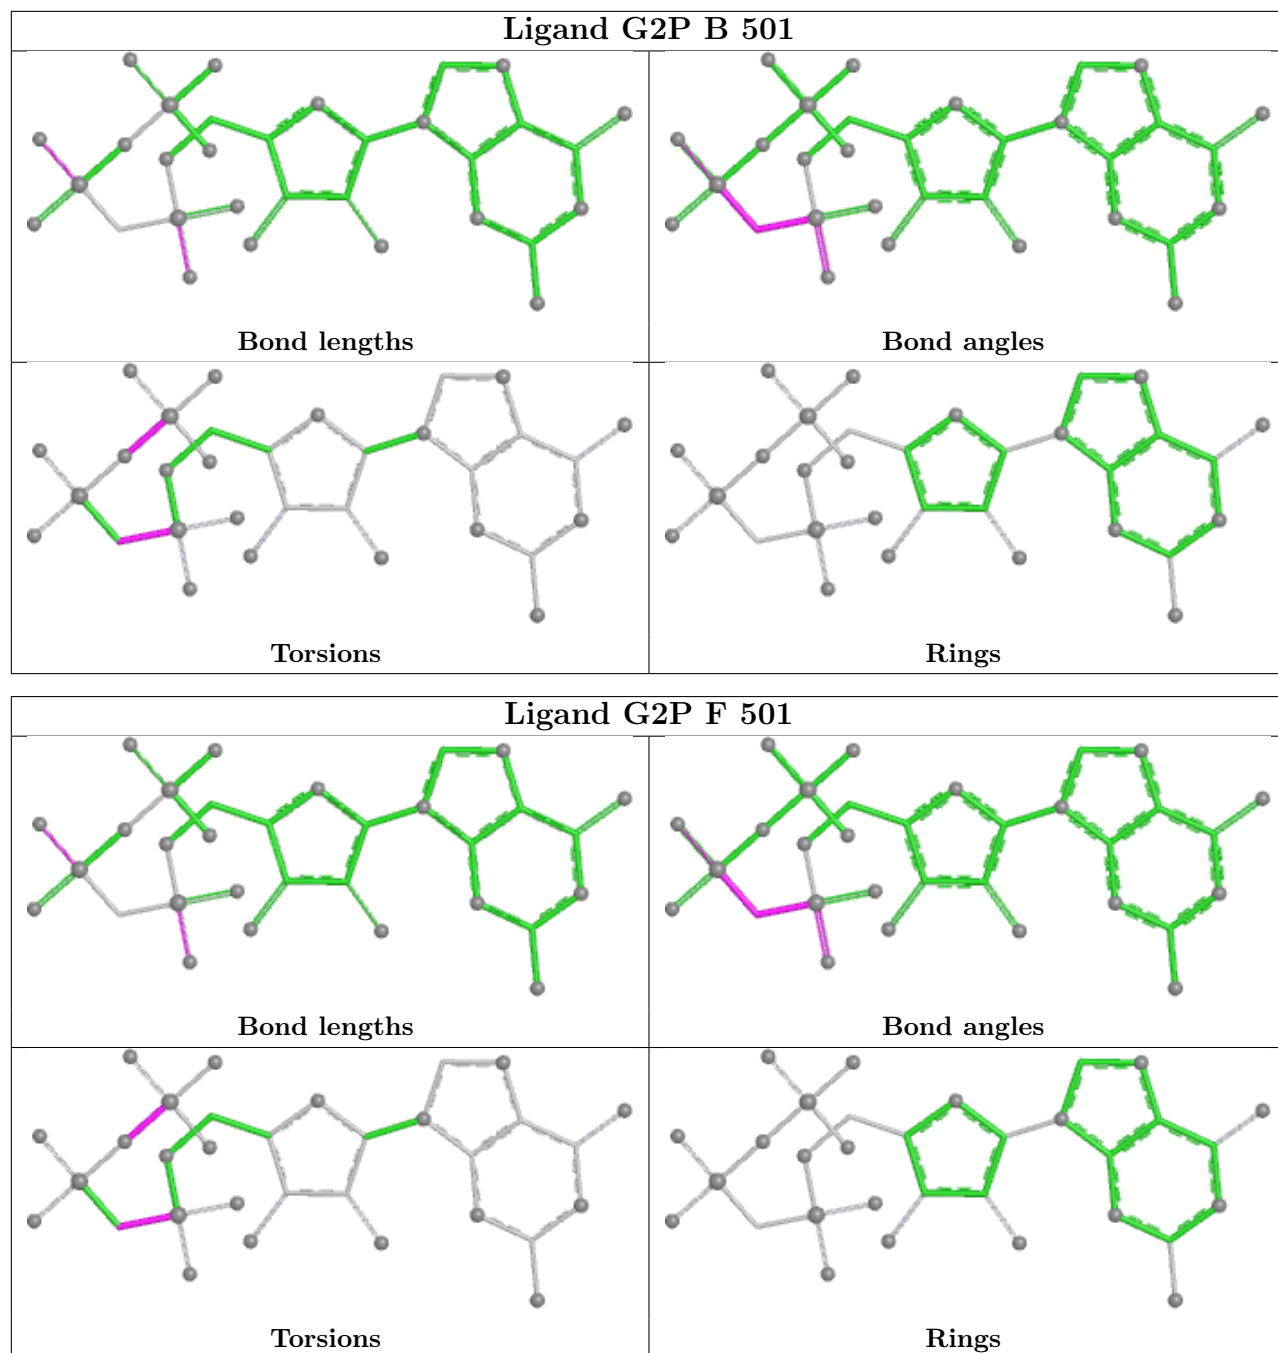 Ligand G2P B 501
Bond lengths
Bond angles
Torsions
Rings
Ligand G2P F 501
Bond lengths
Bond angles
Torsions
Rings